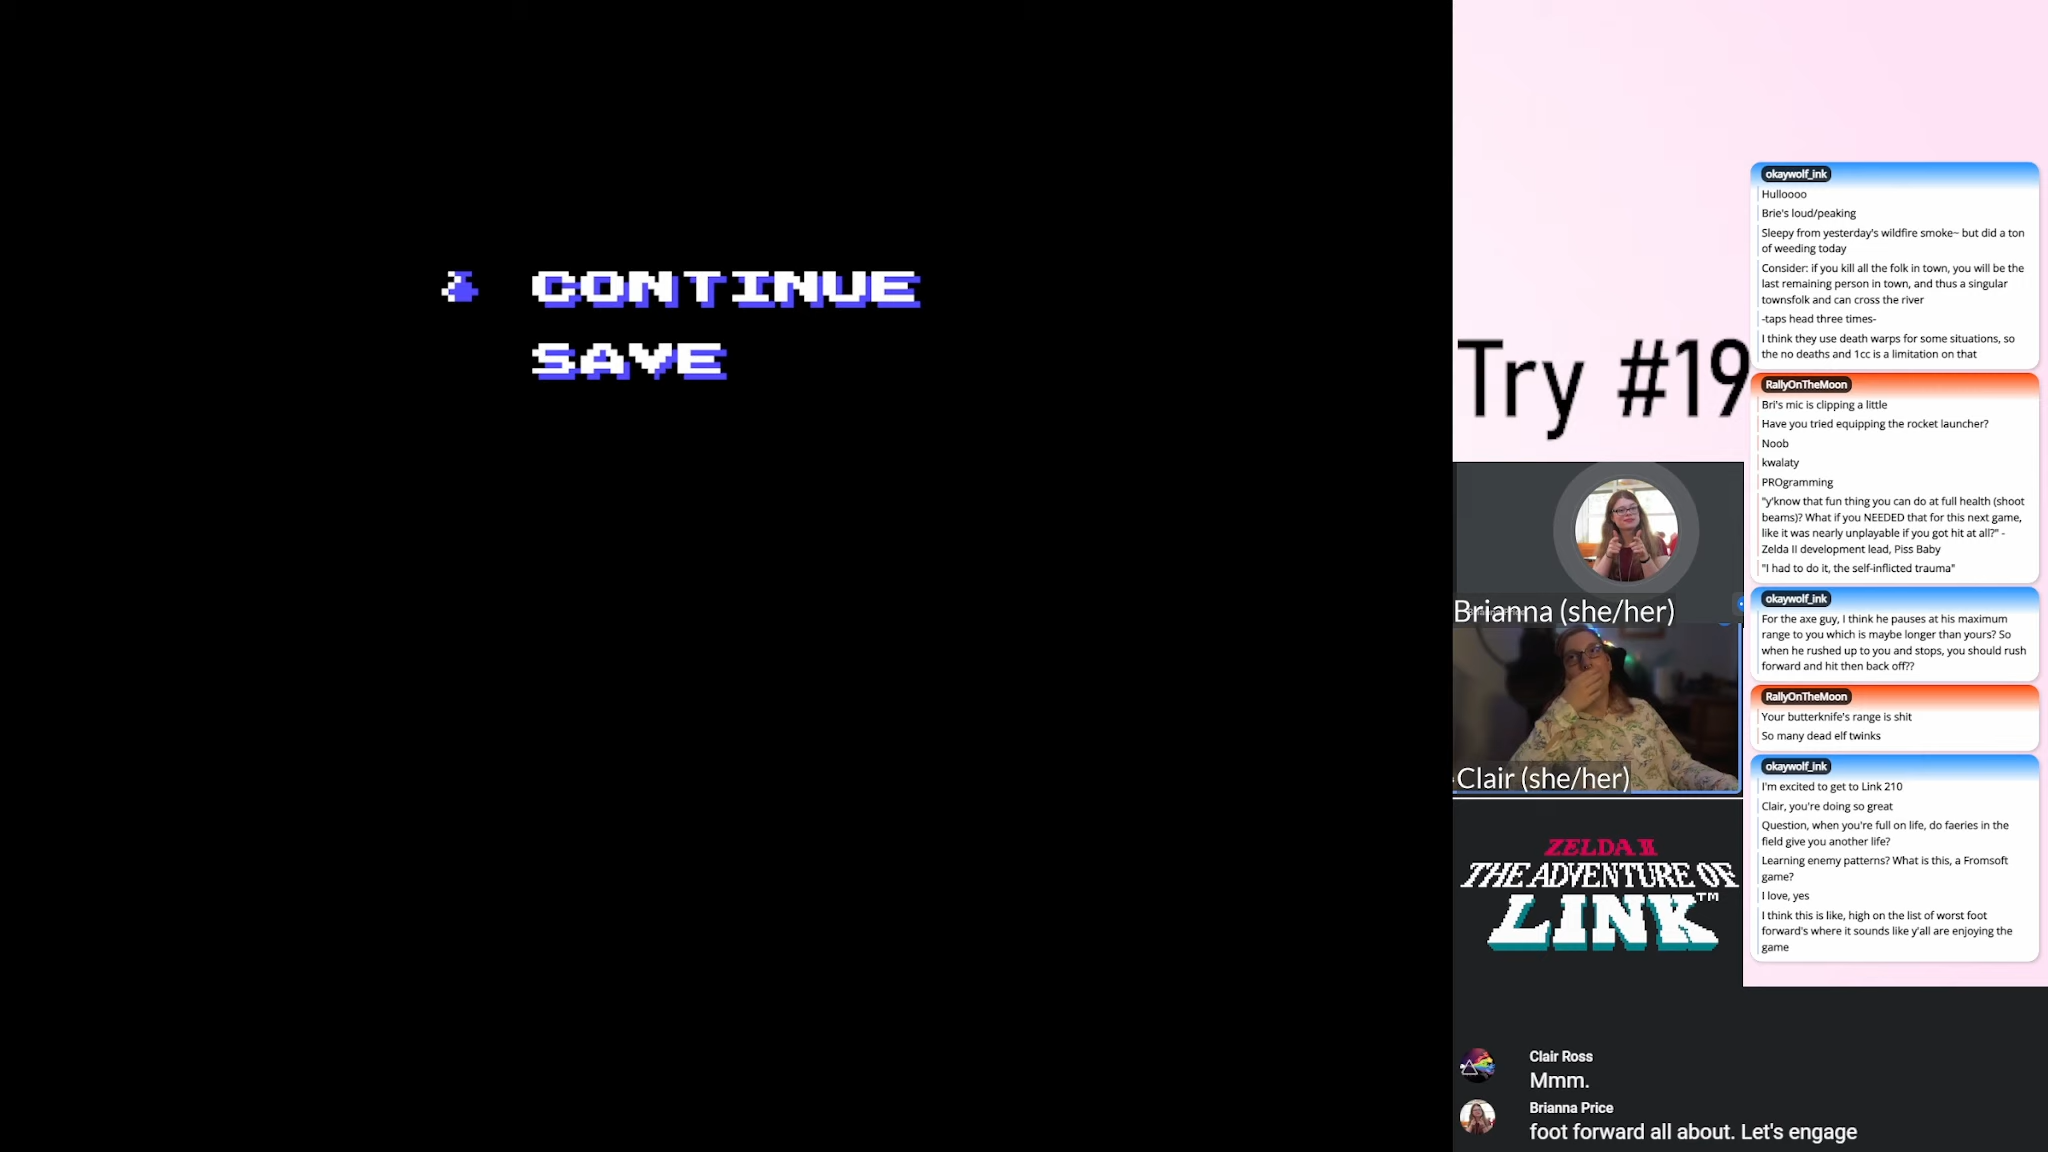 CONTINUE
SAVE
Try #19
Brianna (she/her)
Clair (she/her)
ZELDA II
THE ADVENTURE OF
LINK™
okaywolf_ink
Hulloooo
Brie's loud/peaking
Sleepy from yesterday's wildfire smoke~ but did a ton
of weeding today
Consider: if you kill all the folk in town, you will be the
last remaining person in town, and thus a singular
townsfolk and can cross the river
-taps head three times-
I think they use death warps for some situations, so
the no deaths and 1cc is a limitation on that
RallyOnTheMoon
Bri's mic is clipping a little
Have you tried equipping the rocket launcher?
Noob
kwalaty
PROgramming
"y'know that fun thing you can do at full health (shoot
beams)? What if you NEEDED that for this next game,
like it was nearly unplayable if you got hit at all?" -
Zelda II development lead, Piss Baby
"I had to do it, the self-inflicted trauma"
okaywolf_ink
For the axe guy, I think he pauses at his maximum
range to you which is maybe longer than yours? So
when he rushed up to you and stops, you should rush
forward and hit then back off??
RallyOnTheMoon
Your butterknife's range is shit
So many dead elf twinks
okaywolf_ink
I'm excited to get to Link 210
Clair, you're doing so great
Question, when you're full on life, do faeries in the
field give you another life?
Learning enemy patterns? What is this, a Fromsoft
game?
I love, yes
I think this is like, high on the list of worst foot
forward's where it sounds like y'all are enjoying the
game
Clair Ross
Mmm.
Brianna Price
foot forward all about. Let's engage